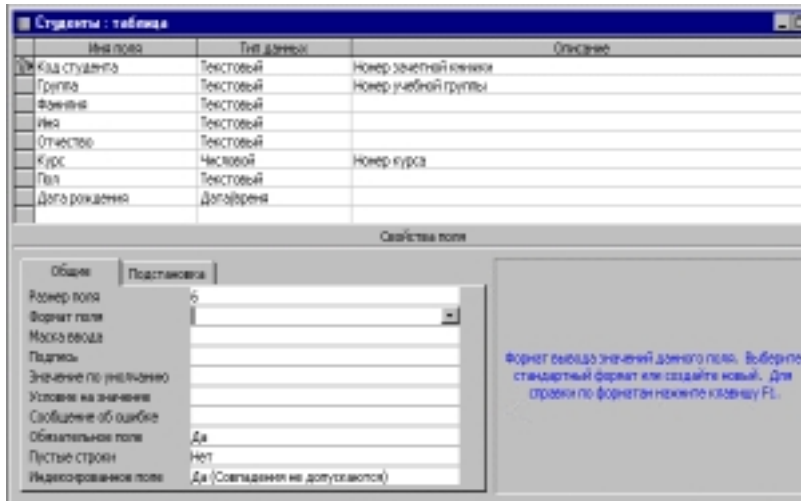 Студенты : таблица
Имя поля Тип данных Описание
Код студента Текстовый Номер зачетной книжки
Группа Текстовый Номер учебной группы
Фамилия Текстовый
Имя Текстовый
Отчество Текстовый
Курс Числовой Номер курса
Пол Текстовый
Дата рождения Дата/время
Свойства поля
Общие Подстановка
Размер поля 6
Формат поля
Маска ввода
Подпись
Значение по умолчанию
Условие на значение
Сообщение об ошибке
Обязательное поле Да
Пустые строки Нет
Индексированное поле Да (Совпадения не допускаются)
Формат вывода значений данного поля. Выберите
стандартный формат или создайте новый. Для
справки по форматам нажмите клавишу F1.